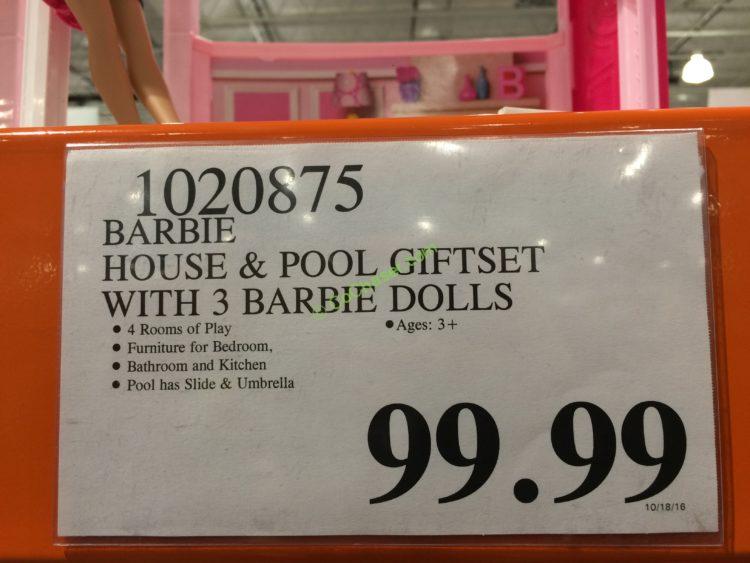 B
1020875
BARBIE
HOUSE & POOL GIFTSET
WITH 3 BARBIE DOLLS
• 4 Rooms of Play
• Ages: 3+
• Furniture for Bedroom,
• Bathroom and Kitchen
• Pool has Slide & Umbrella
99.99
10/18/16